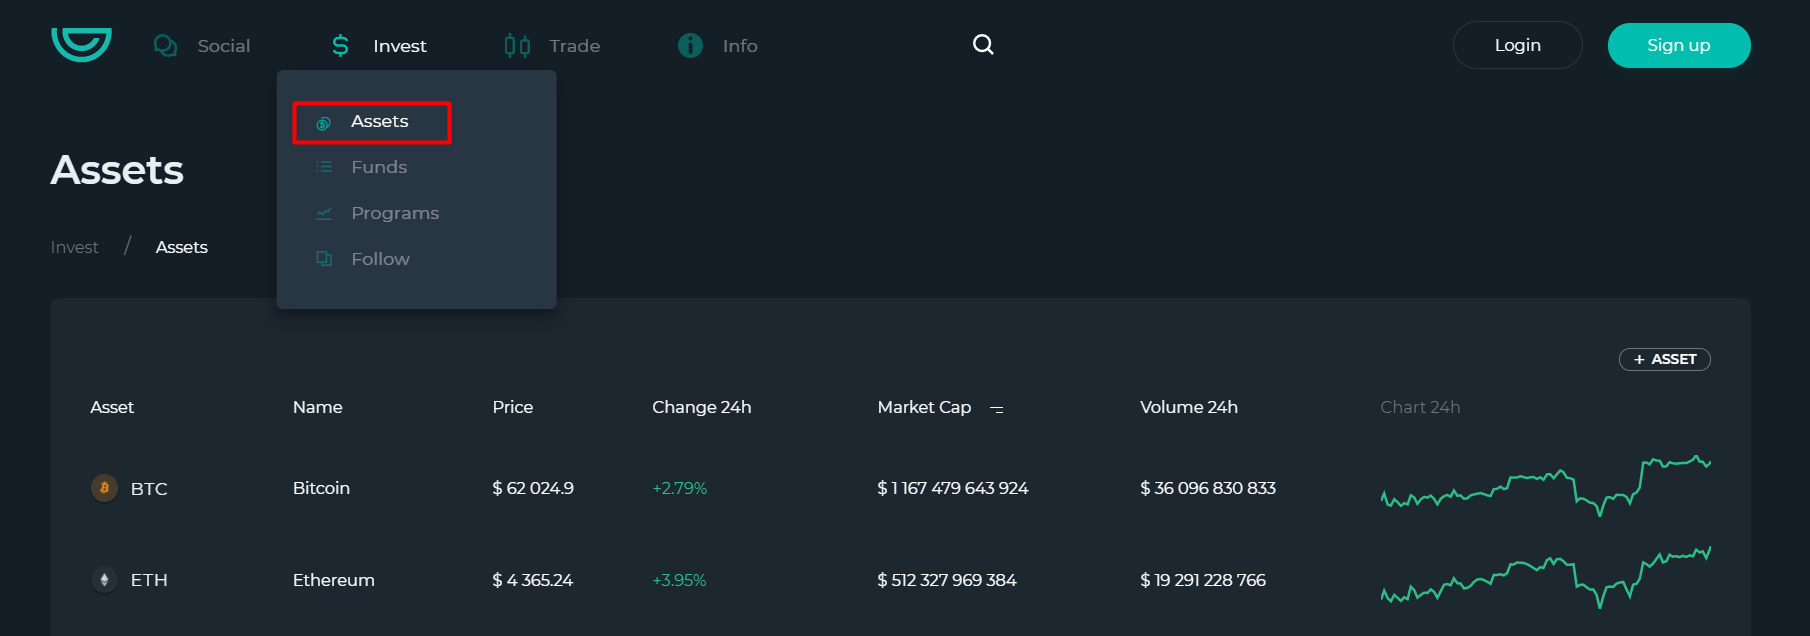 Social Invest Trade Info Login Sign up
Assets
Funds
Programs
Follow
Assets
Invest / Assets
+ ASSET
Asset Name Price Change 24h Market Cap Volume 24h Chart 24h
BTC Bitcoin $ 62 024.9 +2.79% $ 1 167 479 643 924 $ 36 096 830 833
ETH Ethereum $ 4 365.24 +3.95% $ 512 327 969 384 $ 19 291 228 766